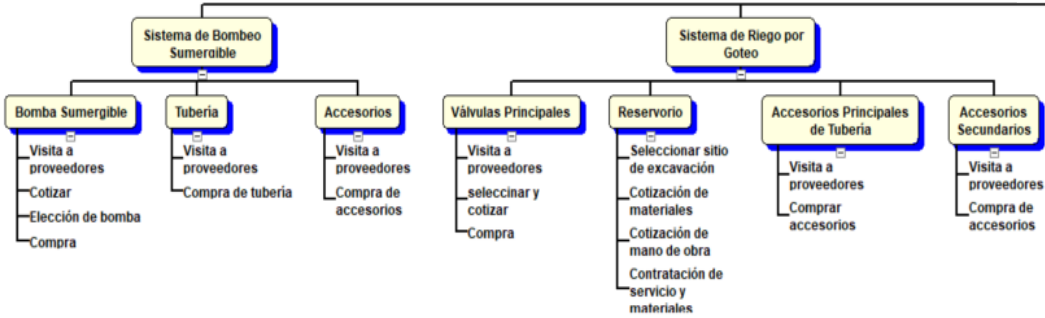 Sistema de Bombeo
Sumergible
Sistema de Riego por
Goteo
Bomba Sumergible
Visita a
proveedores
Cotizar
Elección de bomba
Compra
Tubería
Visita a
proveedores
Compra de tubería
Accesorios
Visita a
proveedores
Compra de
accesorios
Válvulas Principales
Visita a
proveedores
seleccinar y
cotizar
Compra
Reservorio
Seleccionar sitio
de excavación
Cotización de
materiales
Cotización de
mano de obra
Contratación de
servicio y
materiales
Accesorios Principales
de Tubería
Visita a
proveedores
Comprar
accesorios
Accesorios
Secundarios
Visita a
proveedores
Compra de
accesorios